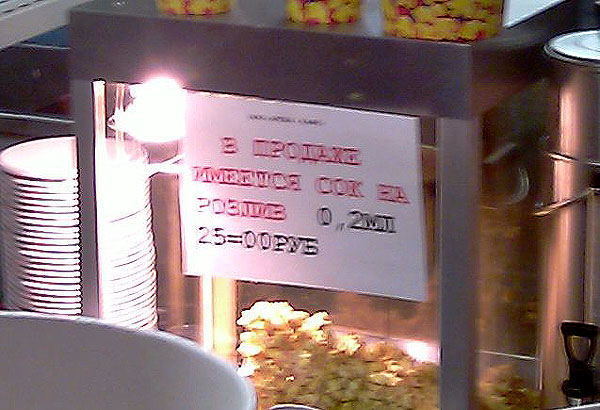 В ПРОДАЖЕ
ИМЕЕТСЯ СОК НА
РОЗЛИВ 0,,2МЛ
25=00РУБ